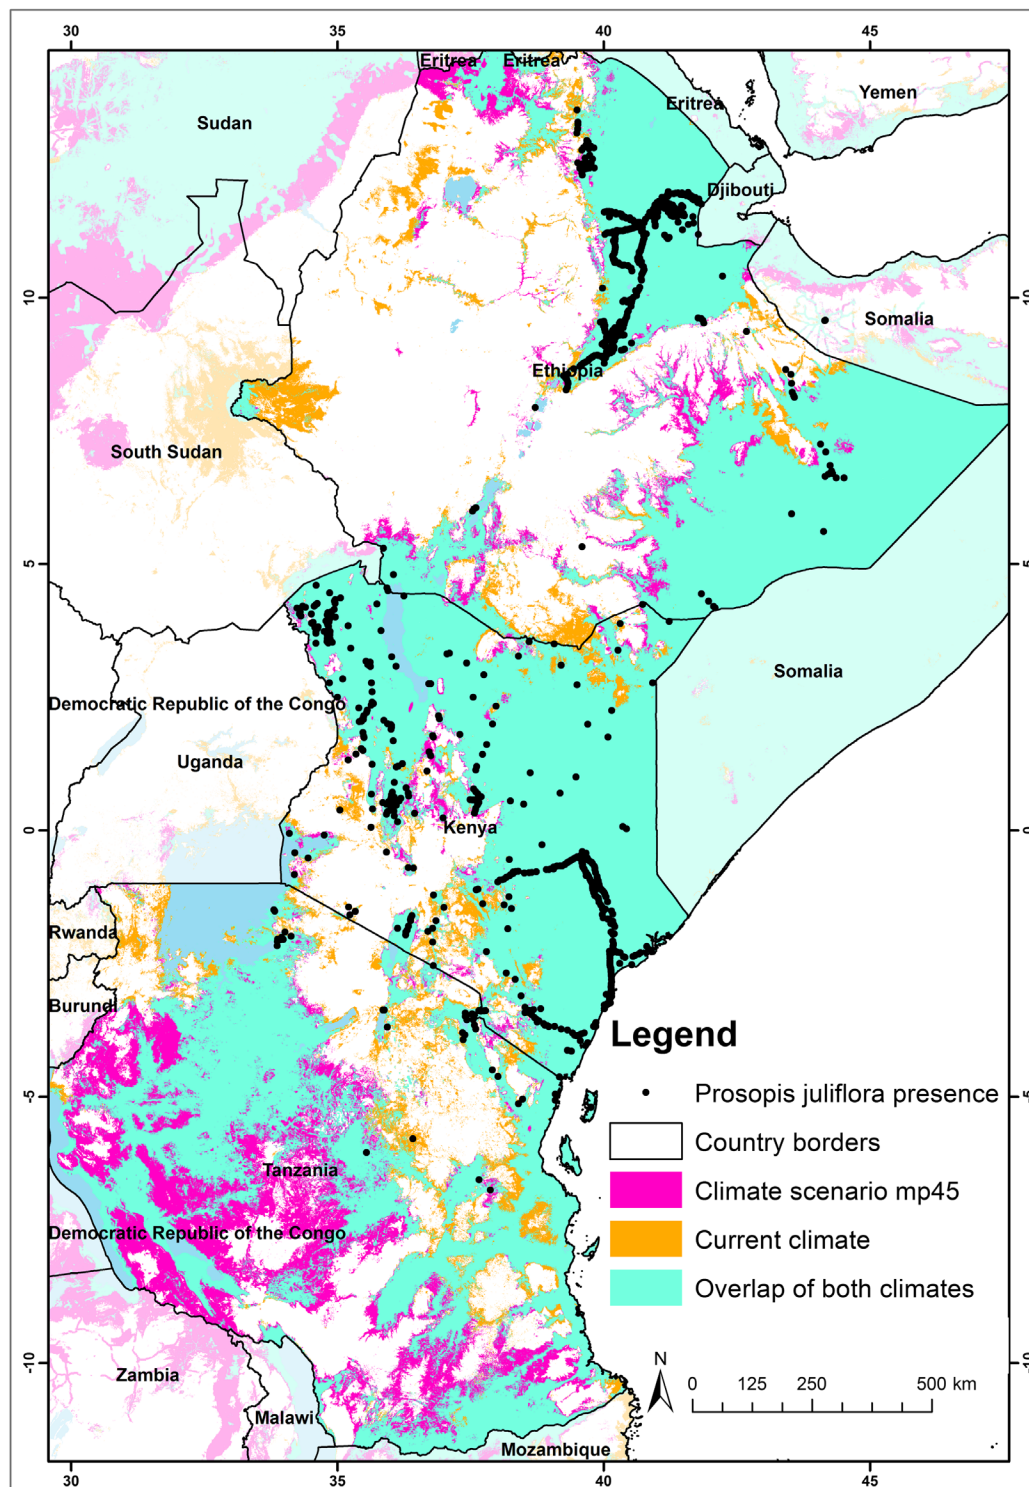 30 35 40 45
Eritrea Eritrea
Yemen
Eritrea
Sudan
Djibouti
10 10
Somalia
Ethiopia
South Sudan
5 5
Somalia
Democratic Republic of the Congo
Uganda
Kenya
0 0
Rwanda
Burundi
Legend
Prosopis juliflora presence
-5 -5
Country borders
Tanzania
Climate scenario mp45
Democratic Republic of the Congo
Current climate
Overlap of both climates
N
-10 -10
Zambia
0 125 250 500 km
Malawi
Mozambique
30 35 40 45